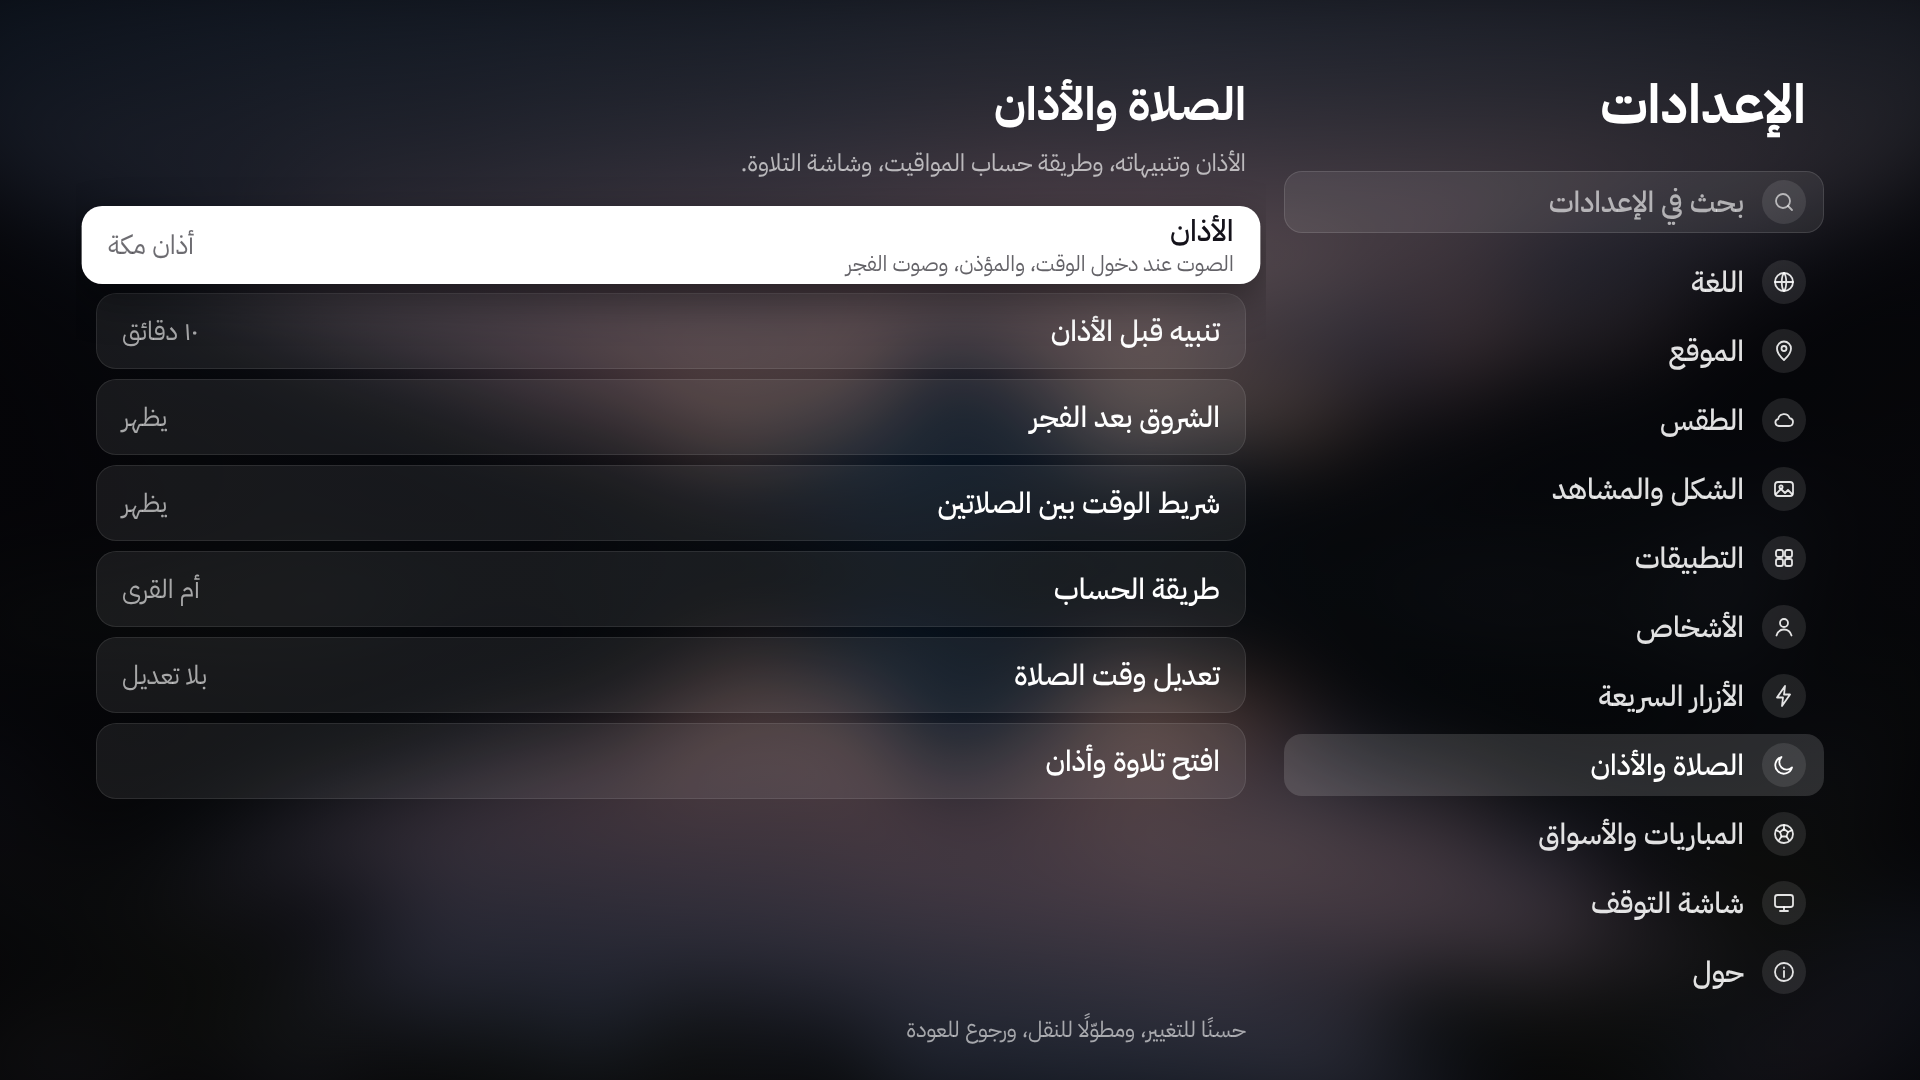 الإعدادات
بحث في الإعدادات
اللغة
الموقع
الطقس
الشكل والمشاهد
التطبيقات
الأشخاص
الأزرار السريعة
الصلاة والأذان
المباريات والأسواق
شاشة التوقف
حول
الصلاة والأذان
الأذان وتنبيهاته، وطريقة حساب المواقيت، وشاشة التلاوة.
الأذان
أذان مكة
الصوت عند دخول الوقت، والمؤذن، وصوت الفجر
تنبيه قبل الأذان
١٠ دقائق
الشروق بعد الفجر
يظهر
شريط الوقت بين الصلاتين
يظهر
طريقة الحساب
أم القرى
تعديل وقت الصلاة
بلا تعديل
افتح تلاوة وأذان
حسنًا للتغيير، ومطوّلًا للنقل، ورجوع للعودة